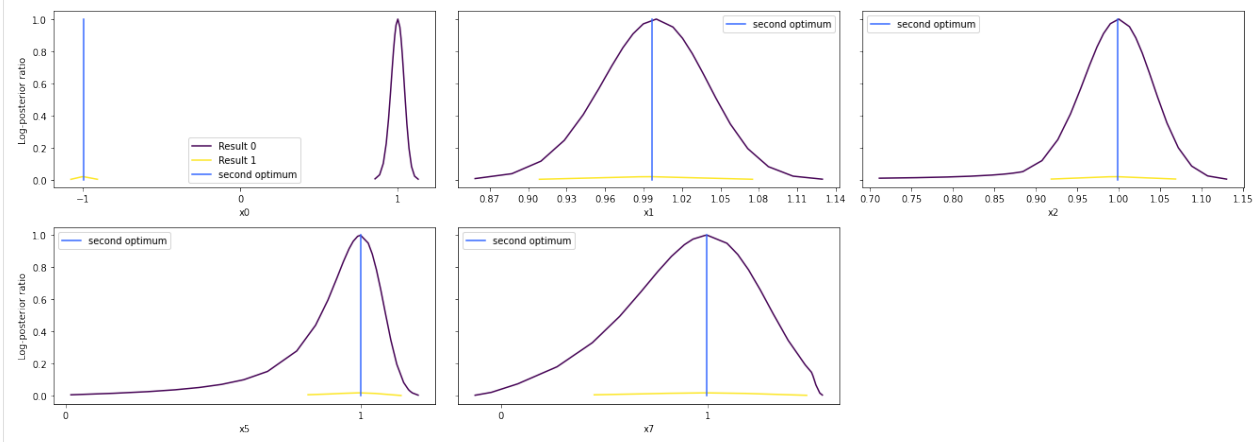 Log-posterior ratio
1.0
0.8
0.6
0.4
0.2
0.0
Result 0
Result 1
second optimum
−1 0 1
x0
second optimum
0.87 0.90 0.93 0.96 0.99 1.02 1.05 1.08 1.11 1.14
x1
second optimum
0.70 0.75 0.80 0.85 0.90 0.95 1.00 1.05 1.10 1.15
x2
Log-posterior ratio
1.0
0.8
0.6
0.4
0.2
0.0
second optimum
0 1
x5
second optimum
0 1
x7